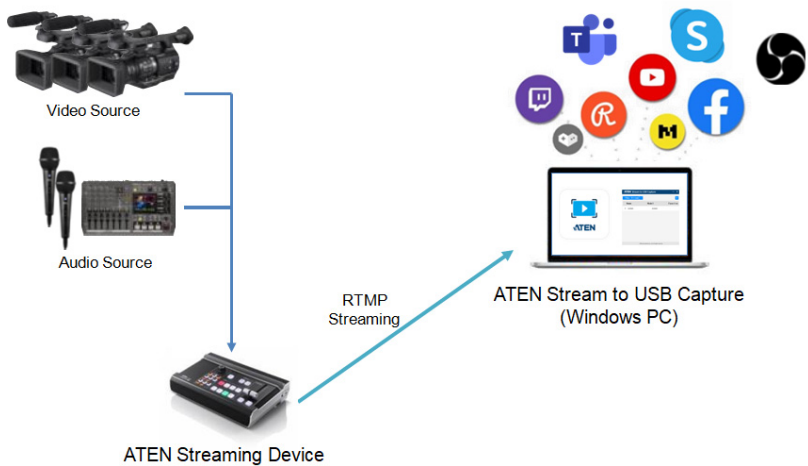 Video Source
Audio Source
RTMP
Streaming
ATEN
ATEN Stream to USB Capture
(Windows PC)
ATEN Streaming Device